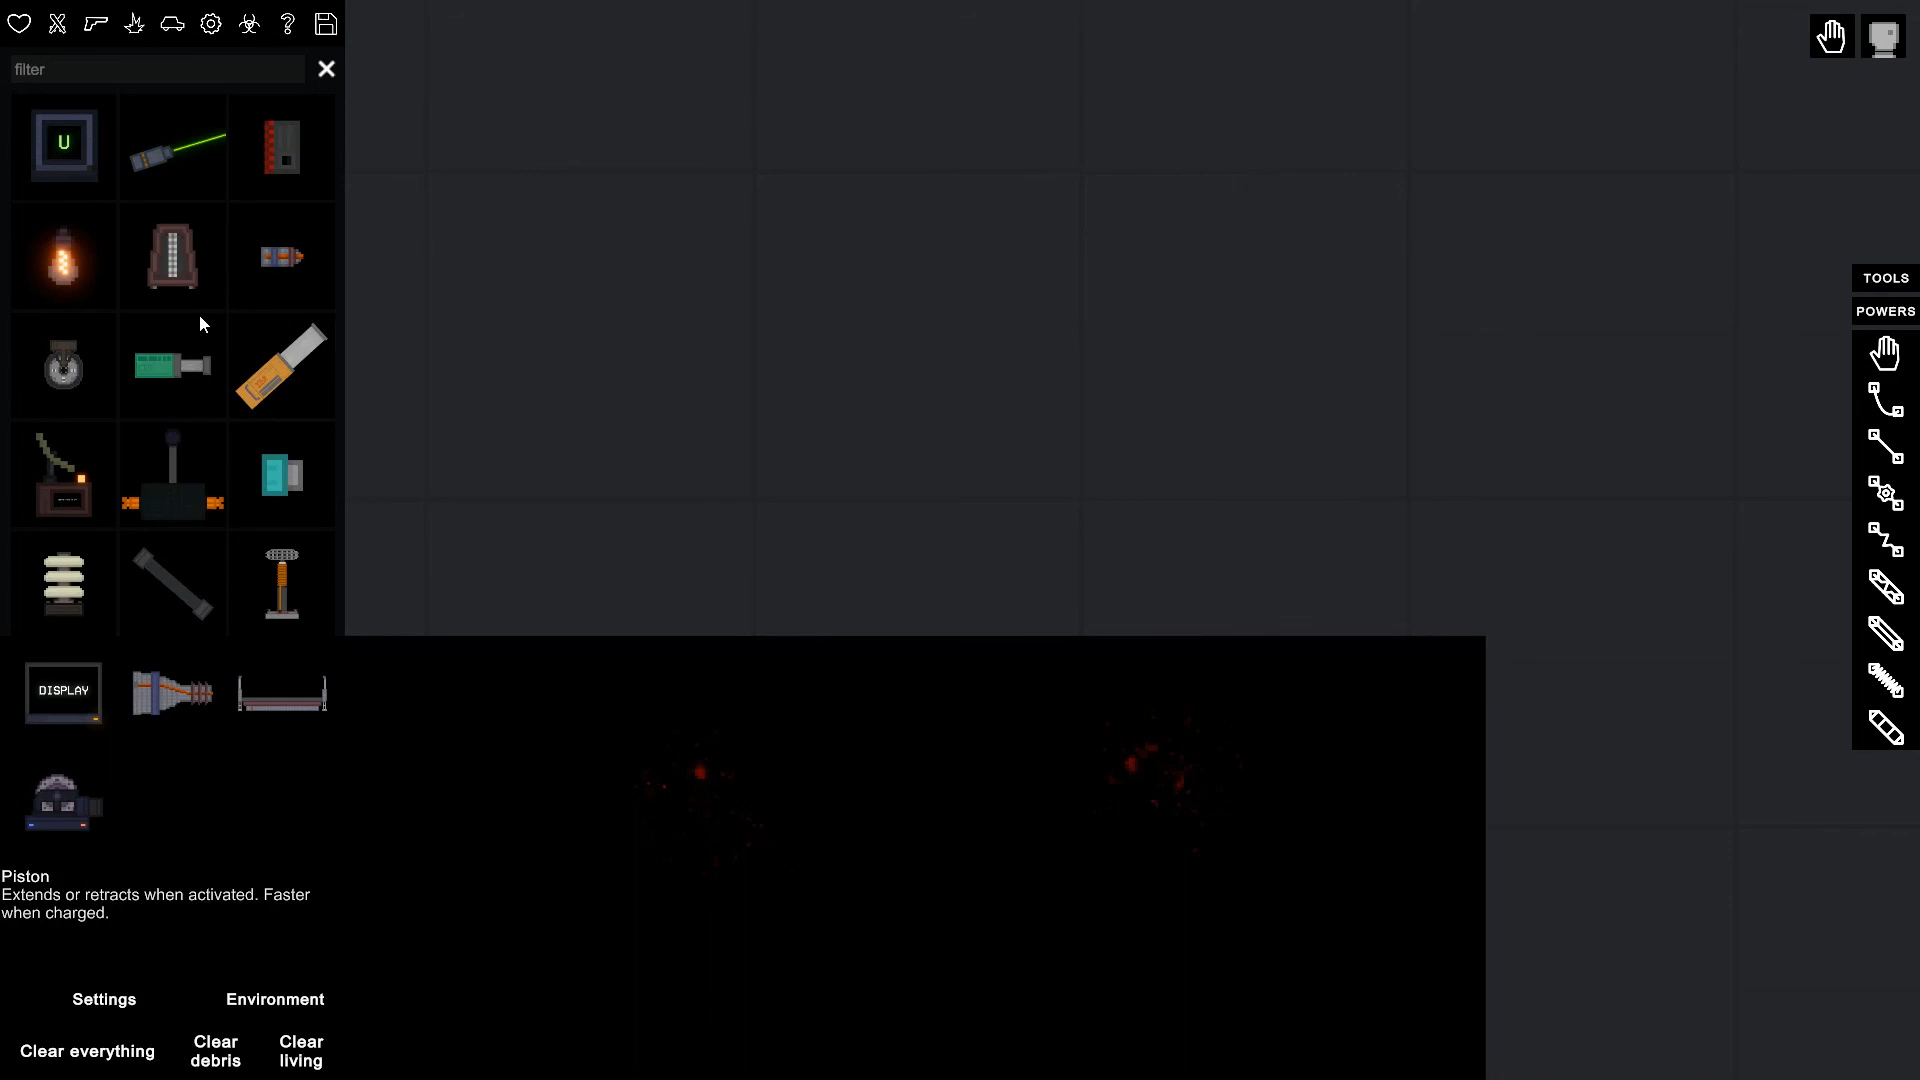 filter
U
TOOLS
POWERS
DISPLAY
Piston
Extends or retracts when activated. Faster
when charged.
Settings
Environment
Clear everything
Clear
debris
Clear
living